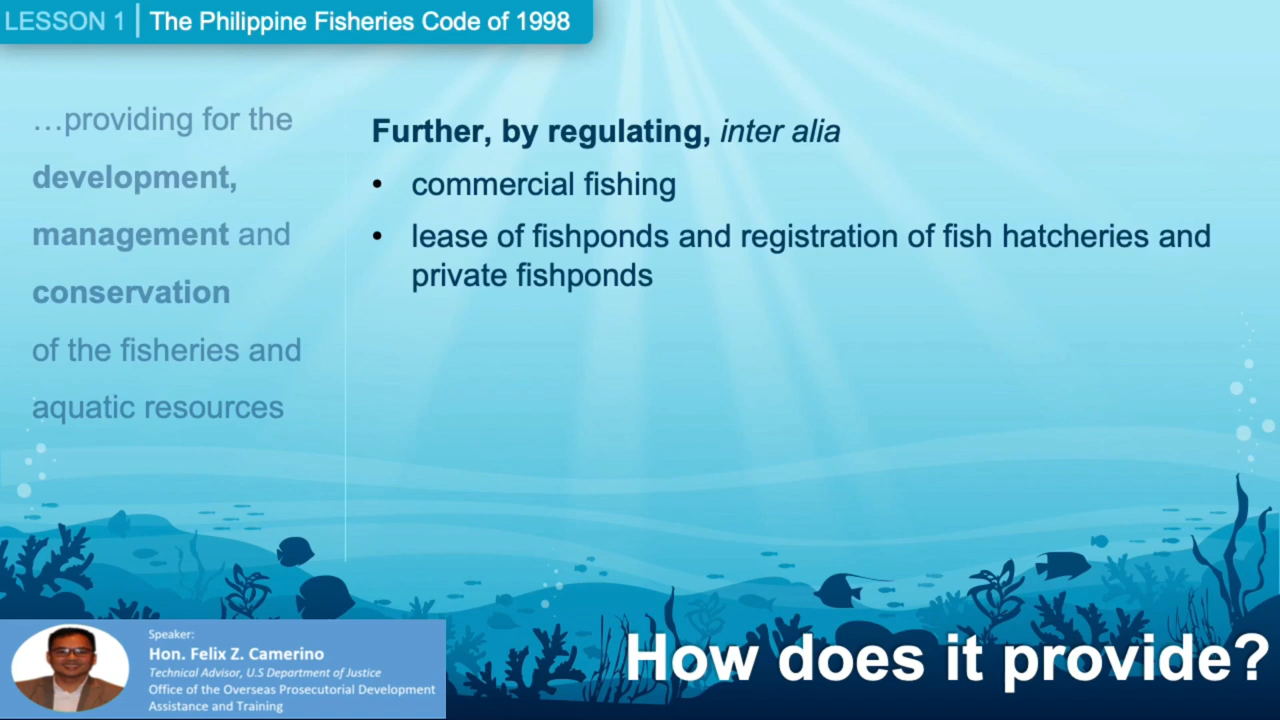 LESSON 1 | The Philippine Fisheries Code of 1998
…providing for the
development,
management and
conservation
of the fisheries and
aquatic resources
Further, by regulating, inter alia
• commercial fishing
• lease of fishponds and registration of fish hatcheries and
private fishponds
Speaker:
Hon. Felix Z. Camerino
Technical Advisor, U.S Department of Justice
Office of the Overseas Prosecutorial Development
Assistance and Training
How does it provide?